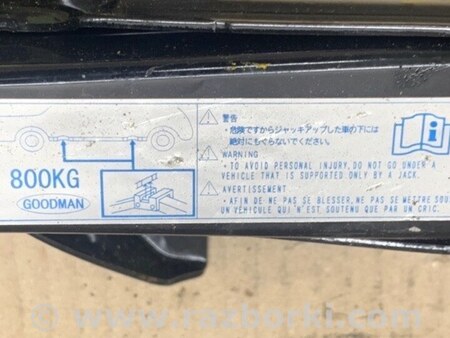 800KG
GOODMAN
警告
・危険ですからジャッキアップした車の下には
絶対にもぐらないでください。
WARNING
・TO AVOID PERSONAL INJURY, DO NOT GO UNDER A
VEHICLE THAT IS SUPPORTED ONLY BY A JACK.
AVERTISSEMENT
・AFIN DE NE PAS SE BLESSER, NE PAS SE METTRE SOUS
UN VÉHICULE QUI N'EST SOUTENU QUE PAR UN CRIC.
© www.razborki.com